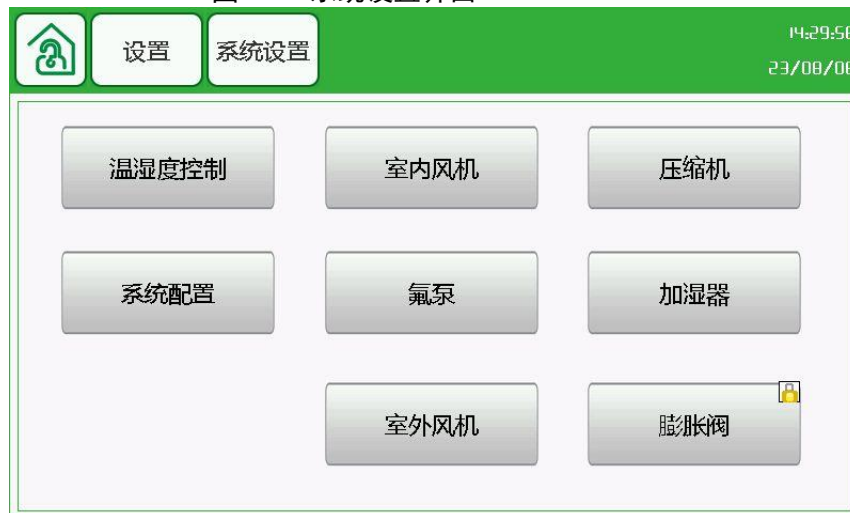 设置
系统设置
14:29:56
23/08/08
温湿度控制
室内风机
压缩机
系统配置
氟泵
加湿器
室外风机
膨胀阀